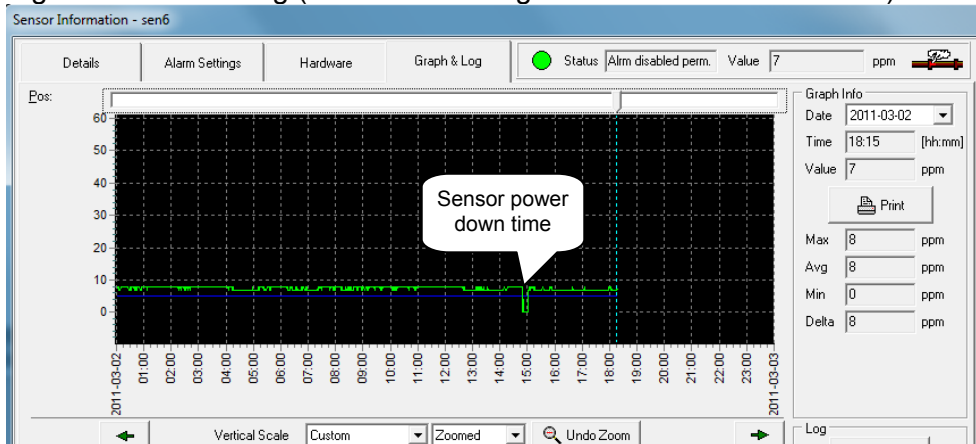 Sensor Information - sen6
Details
Alarm Settings
Hardware
Graph & Log
Status
Alrm disabled perm.
Value
7
ppm
Pos:
60
50
40
30
20
10
0
Sensor power
down time
2011-03-02
01:00
02:00
03:00
04:00
05:00
06:00
07:00
08:00
09:00
10:00
11:00
12:00
13:00
14:00
15:00
16:00
17:00
18:00
19:00
20:00
21:00
22:00
23:00
2011-03-03
Graph Info
Date 2011-03-02
Time 18:15 [hh:mm]
Value 7 ppm
Print
Max 8 ppm
Avg 8 ppm
Min 0 ppm
Delta 8 ppm
Vertical Scale
Custom
Zoomed
Undo Zoom
Log